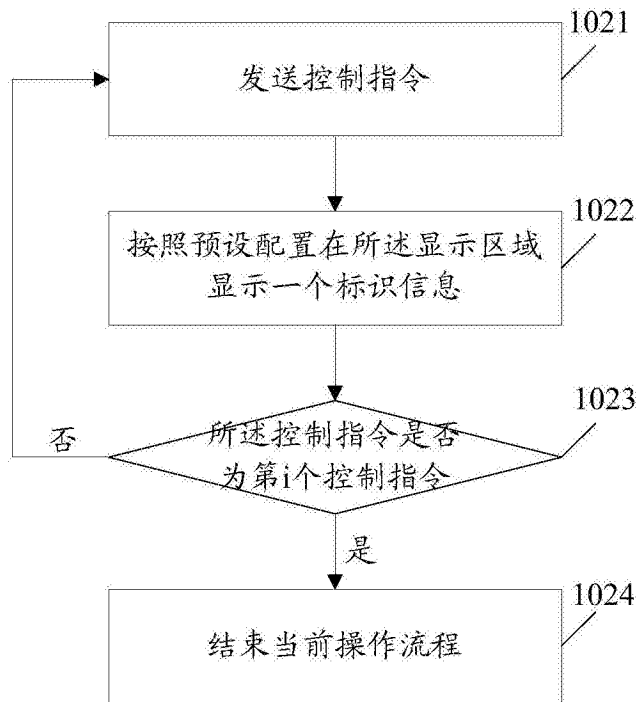 1021
发送控制指令
1022
按照预设配置在所述显示区域
显示一个标识信息
1023
所述控制指令是否
为第i个控制指令
否
是
1024
结束当前操作流程